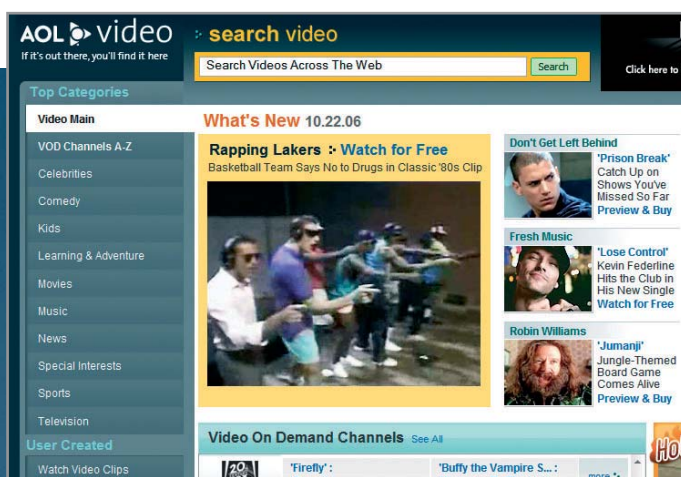 AOL video
If it's out there, you'll find it here
search video
Search Videos Across The Web
Search
Click here to
Top Categories
Video Main
VOD Channels A-Z
Celebrities
Comedy
Kids
Learning & Adventure
Movies
Music
News
Special Interests
Sports
Television
User Created
Watch Video Clips
What's New 10.22.06
Rapping Lakers :· Watch for Free
Basketball Team Says No to Drugs in Classic '80s Clip
Don't Get Left Behind
'Prison Break'
Catch Up on
Shows You've
Missed So Far
Preview & Buy
Fresh Music
'Lose Control'
Kevin Federline
Hits the Club in
His New Single
Watch for Free
Robin Williams
'Jumanji'
Jungle-Themed
Board Game
Comes Alive
Preview & Buy
Video On Demand Channels See All
20
'Firefly' :
'Buffy the Vampire S... :
more
HO